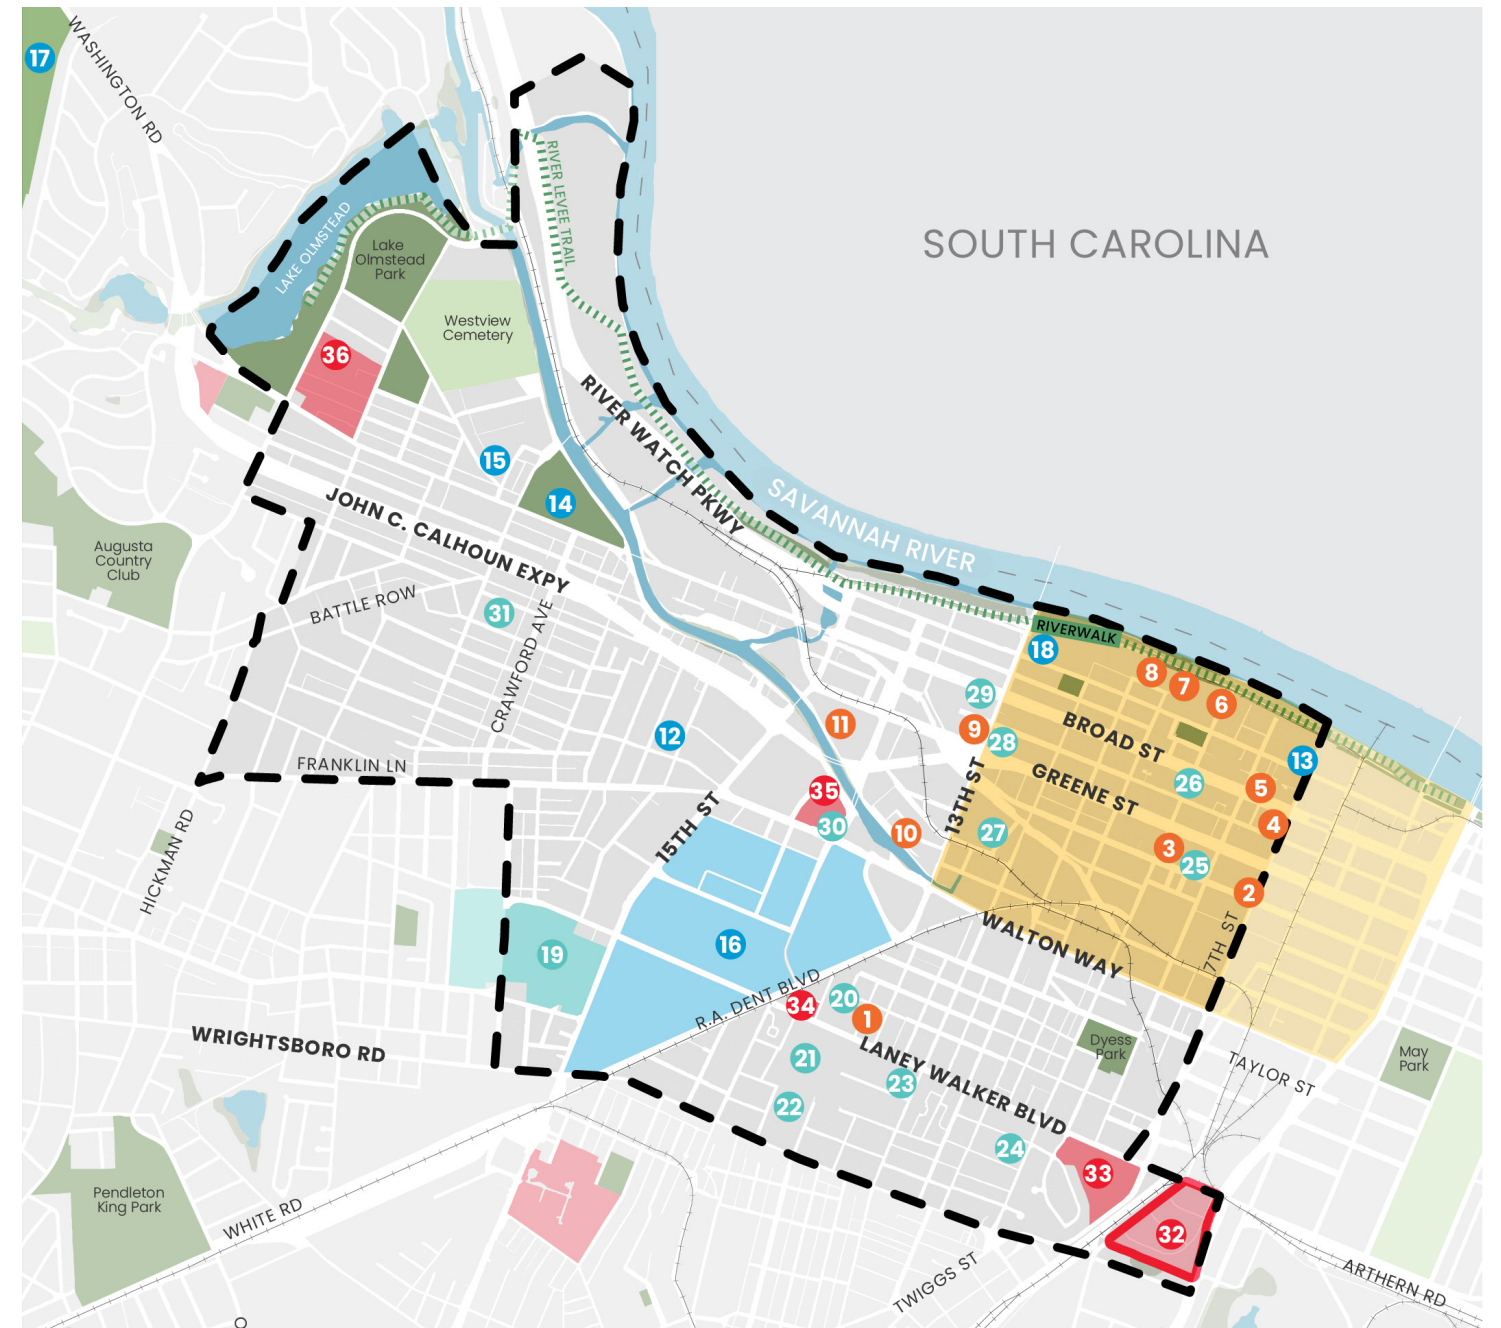 17
WASHINGTON RD
RIVER LEVEE TRAIL
LAKE OLMSTEAD
Lake
Olmstead
Park
SOUTH CAROLINA
Westview
Cemetery
36
RIVER WATCH PKWY
15
14
SAVANNAH RIVER
JOHN C. CALHOUN EXPY
Augusta
Country
Club
BATTLE ROW
31
CRAWFORD AVE
RIVERWALK
18
8
7
6
29
11
9
28
12
BROAD ST
13
FRANKLIN LN
GREENE ST
26
5
35
30
10
13TH ST
27
4
15TH ST
3
25
2
HICKMAN RD
WALTON WAY
7TH ST
16
19
R.A. DENT BLVD
34
20
1
WRIGHTSBORO RD
LANEY WALKER BLVD
Dyess
Park
May
Park
TAYLOR ST
21
23
22
24
33
Pendleton
King Park
WHITE RD
32
TWIGGS ST
ARTHERN RD
O